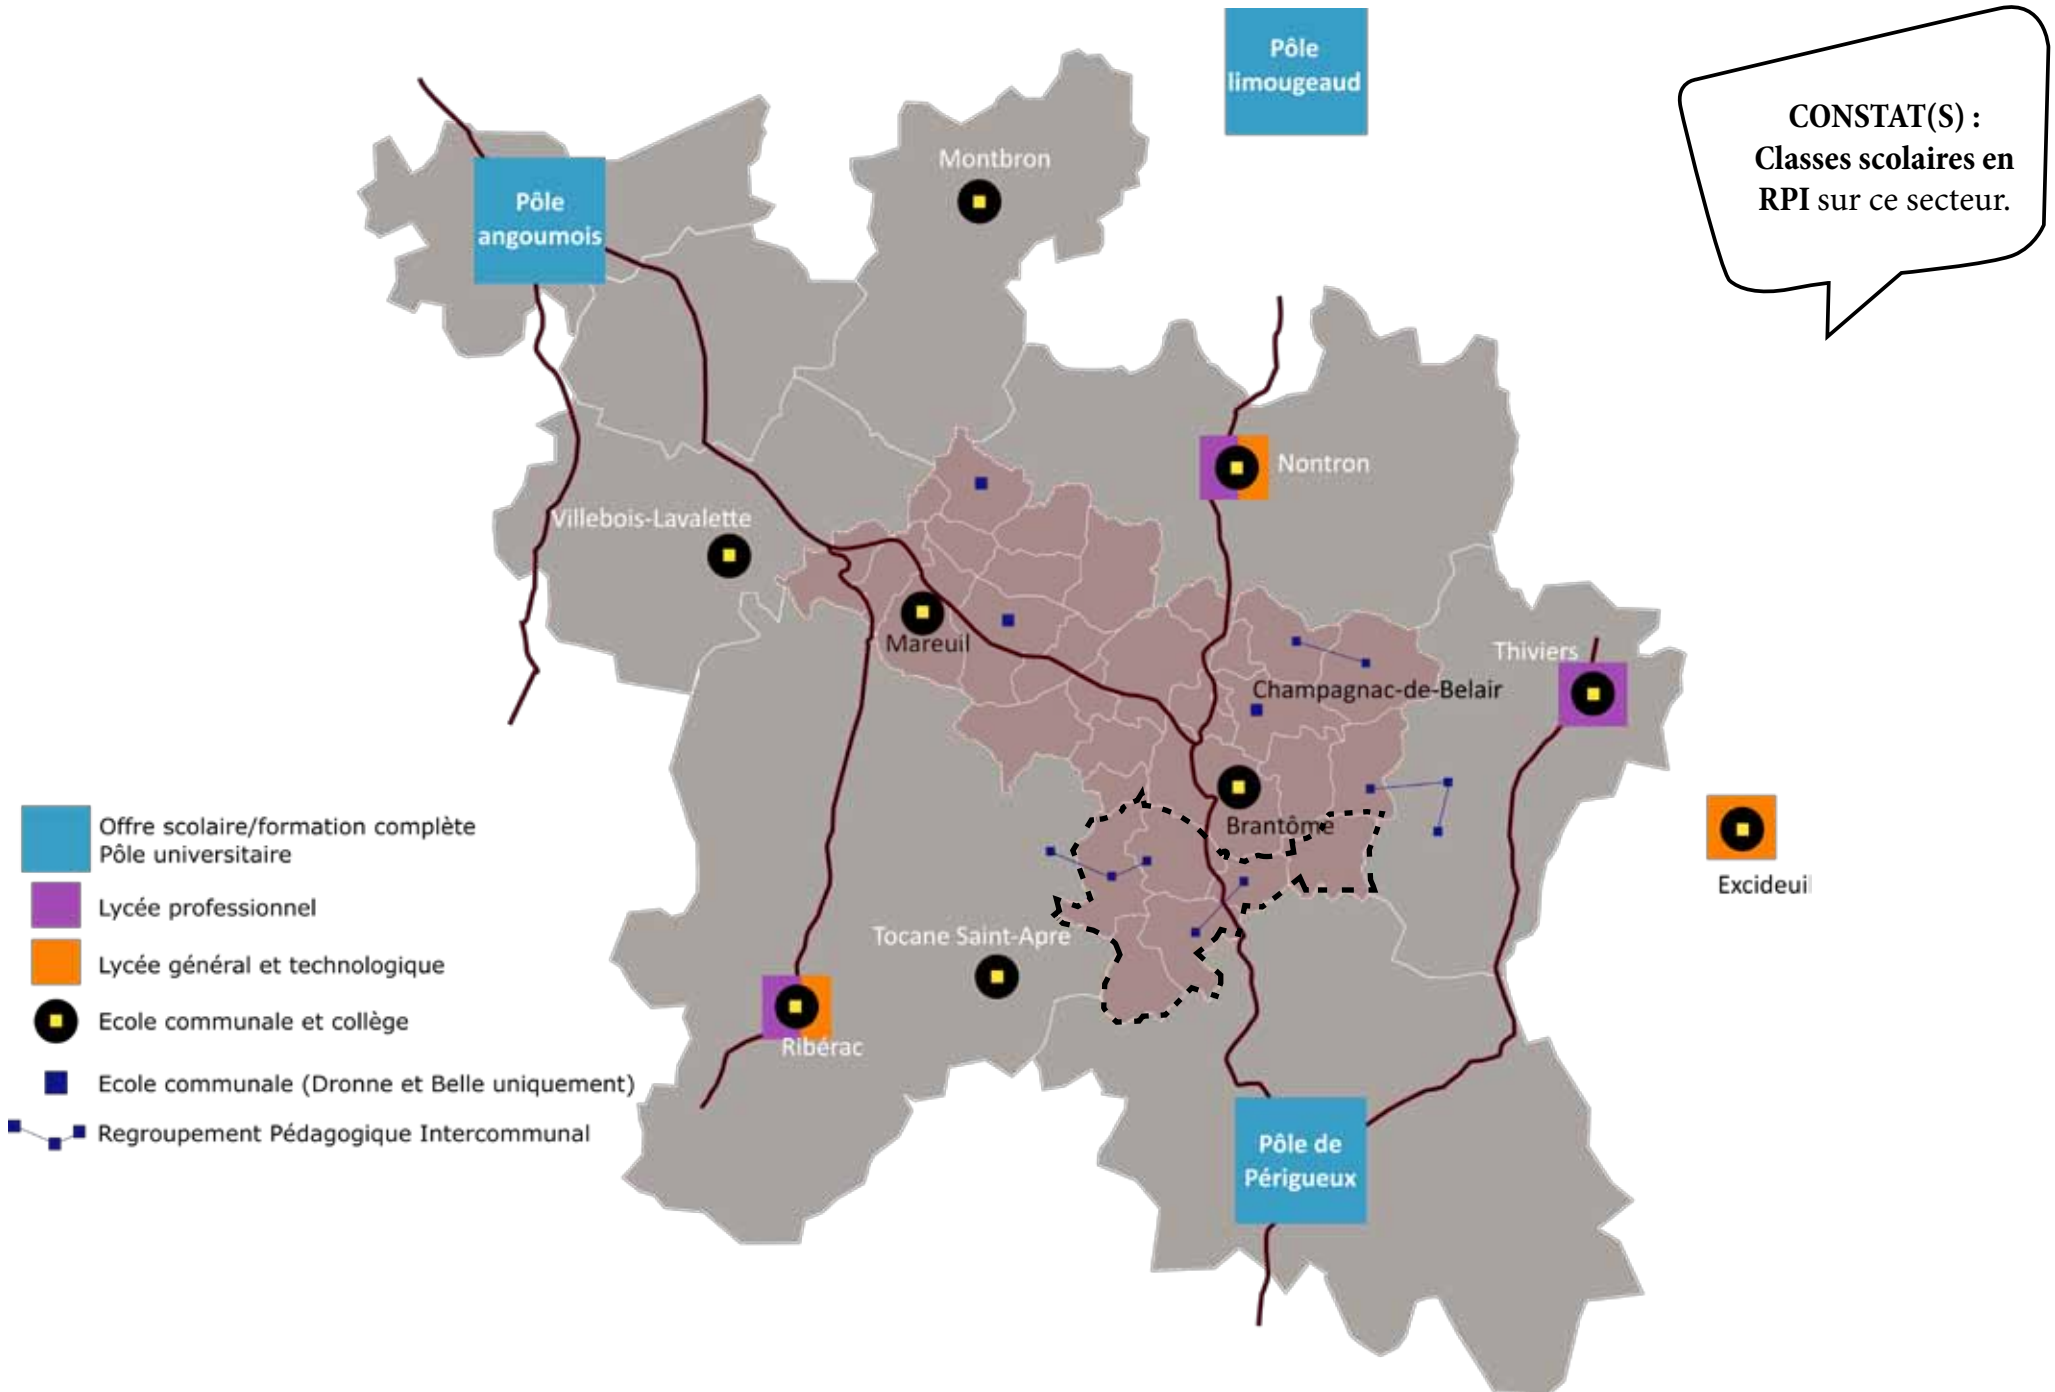 Pôle
limougeaud
CONSTAT(S) :
Classes scolaires en
RPI sur ce secteur.
Montbron
Pôle
angoumois
Nontron
Villebois-Lavalette
Mareuil
Thiviers
Champagnac-de-Belair
Brantôme
Excideuil
Tocane Saint-Apre
Ribérac
Pôle de
Périgueux
Offre scolaire/formation complète
Pôle universitaire
Lycée professionnel
Lycée général et technologique
Ecole communale et collège
Ecole communale (Dronne et Belle uniquement)
Regroupement Pédagogique Intercommunal